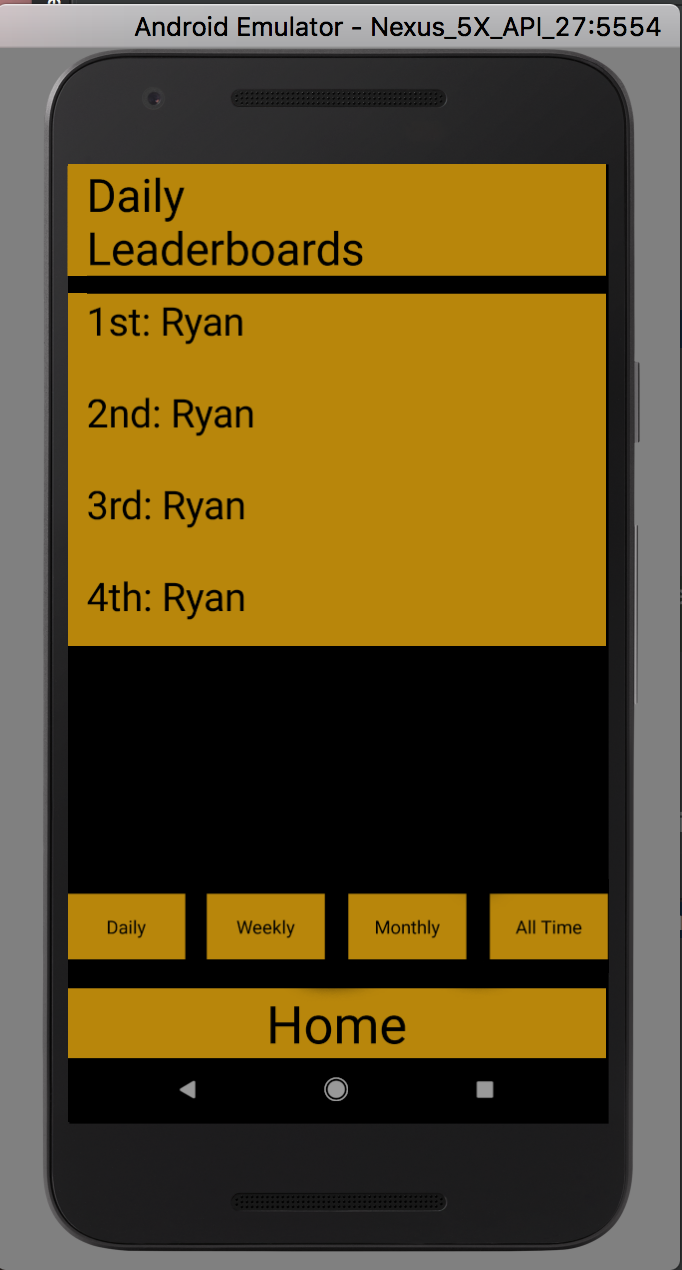 Android Emulator - Nexus_5X_API_27:5554
Daily
Leaderboards
1st: Ryan
2nd: Ryan
3rd: Ryan
4th: Ryan
Daily Weekly Monthly All Time
Home